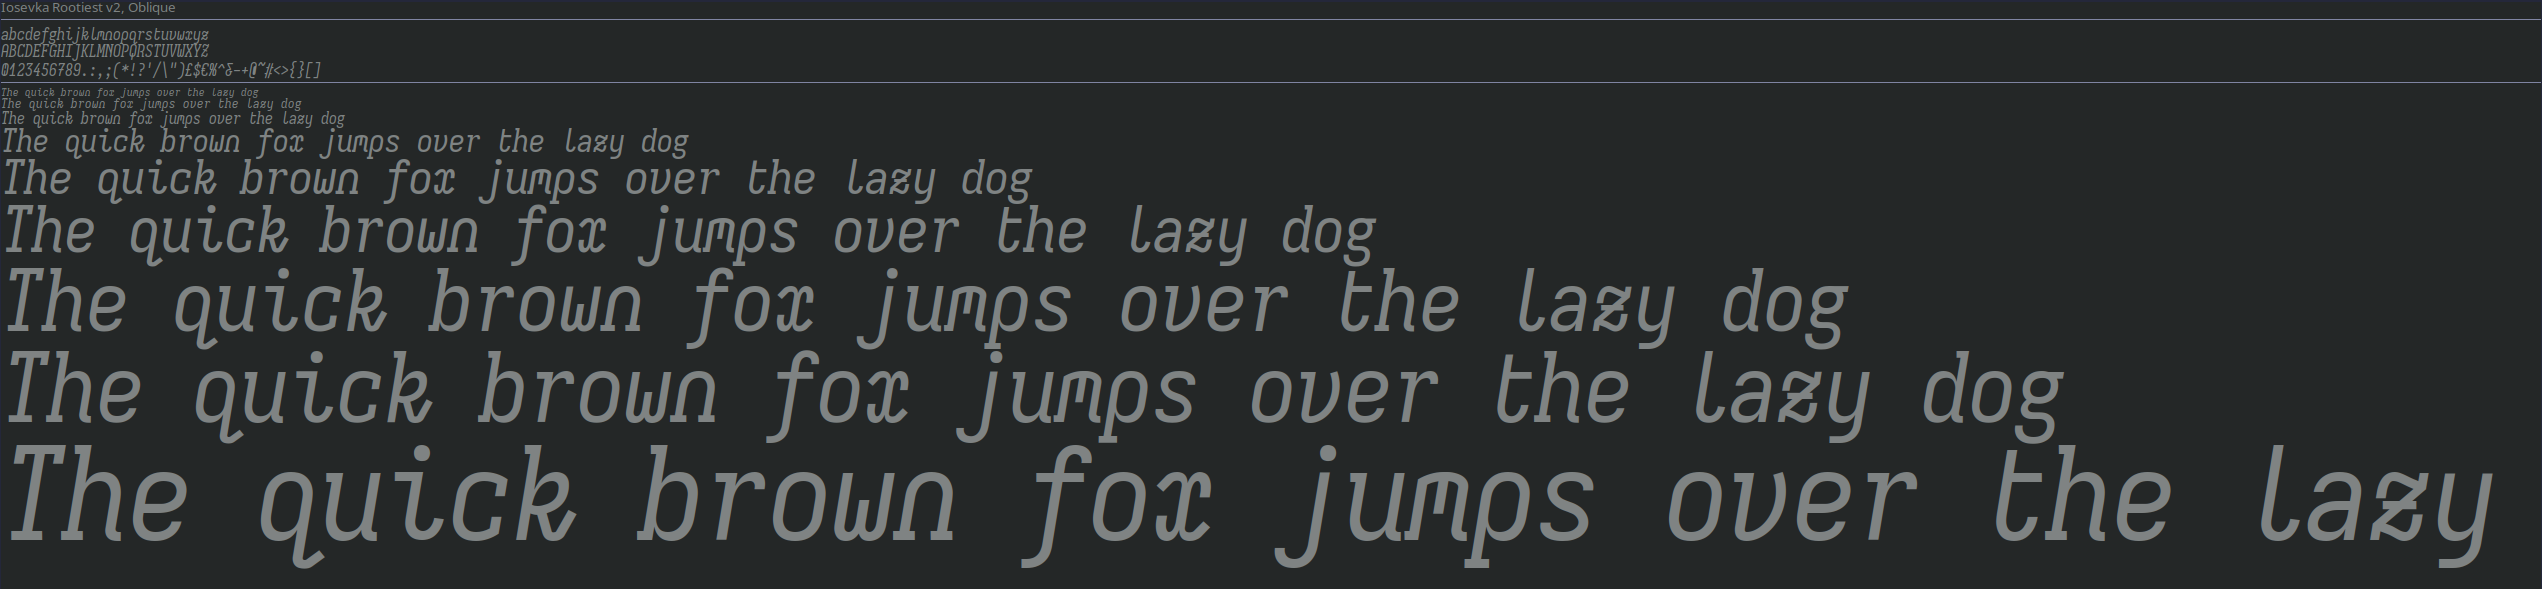 Iosevka Rootiest v2, Oblique
abcdefghijklmnopqrstuvwxyz
ABCDEFGHIJKLMNOPQRSTUVWXYZ
0123456789.:,;(*!?'/\")£$€%^&-+@~#<>{}[]
The quick brown fox jumps over the lazy dog
The quick brown fox jumps over the lazy dog
The quick brown fox jumps over the lazy dog
The quick brown fox jumps over the lazy dog
The quick brown fox jumps over the lazy dog
The quick brown fox jumps over the lazy dog
The quick brown fox jumps over the lazy dog
The quick brown fox jumps over the lazy dog
The quick brown fox jumps over the lazy